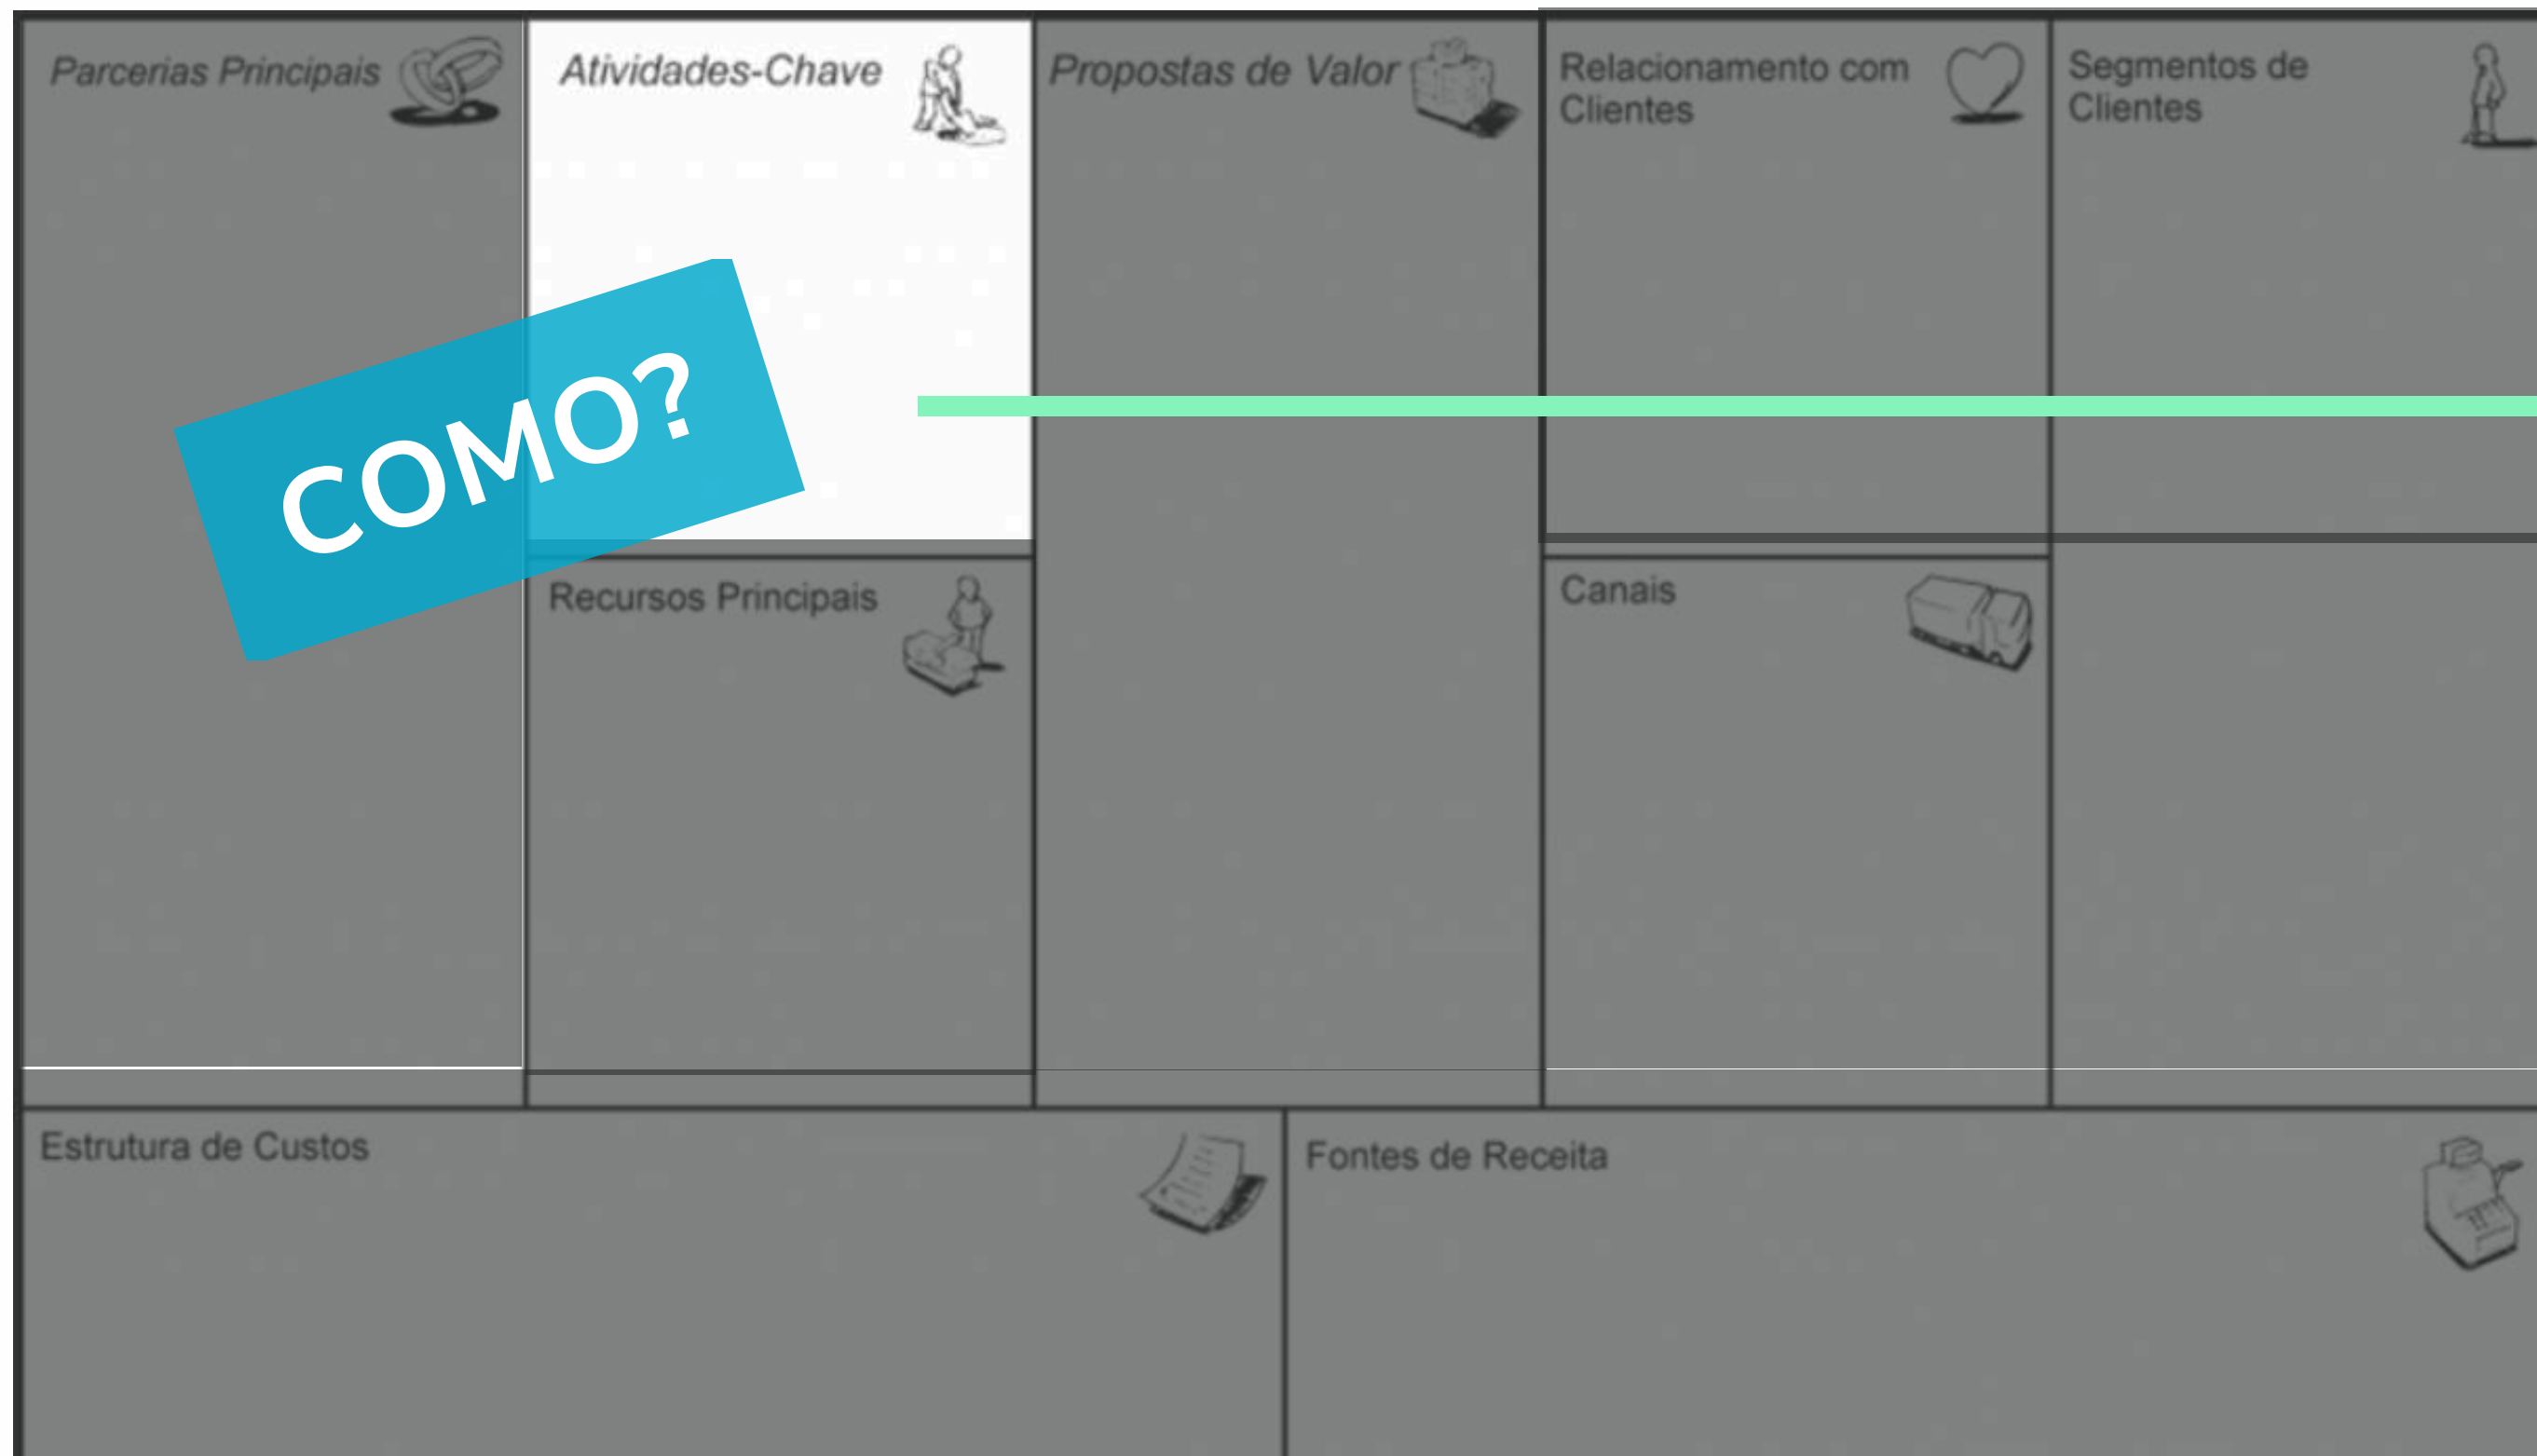 Parcerias Principais
Atividades-Chave
Propostas de Valor
Relacionamento com
Clientes
Segmentos de
Clientes
COMO?
Recursos Principais
Canais
Estrutura de Custos
Fontes de Receita